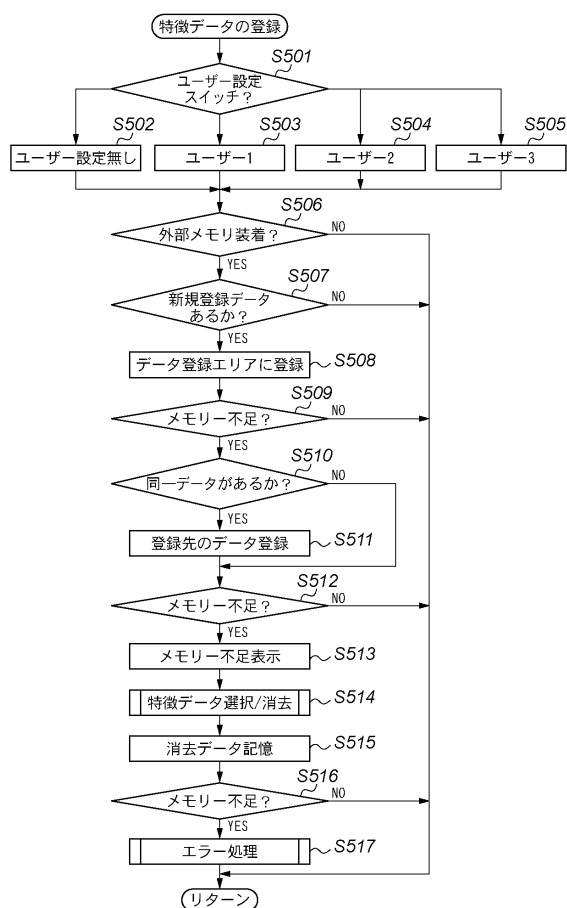 特徴データの登録
S501
ユーザー設定
スイッチ?
S502
S503
S504
S505
ユーザー設定無し
ユーザー1
ユーザー2
ユーザー3
S506
外部メモリ装着?
NO
YES
S507
新規登録データ
あるか?
NO
YES
データ登録エリアに登録
S508
S509
メモリー不足?
NO
YES
S510
同一データがあるか?
NO
YES
登録先のデータ登録
S511
S512
メモリー不足?
NO
YES
メモリー不足表示
S513
特徴データ選択/消去
S514
消去データ記憶
S515
S516
メモリー不足?
NO
YES
エラー処理
S517
リターン